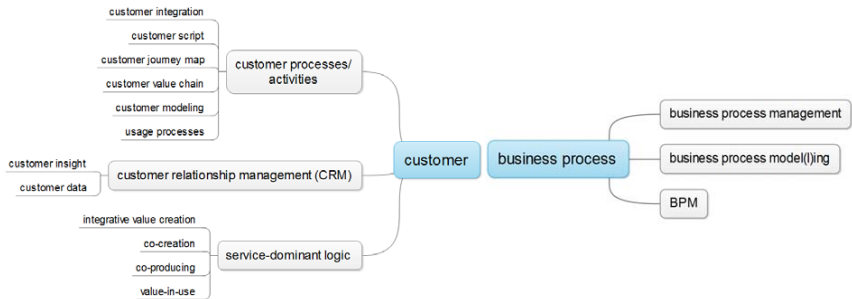 customer integration
customer script
customer journey map
customer value chain
customer modeling
usage processes
customer processes/
activities
customer insight
customer data
customer relationship management (CRM)
integrative value creation
co-creation
co-producing
value-in-use
service-dominant logic
customer
business process
business process management
business process model(l)ing
BPM